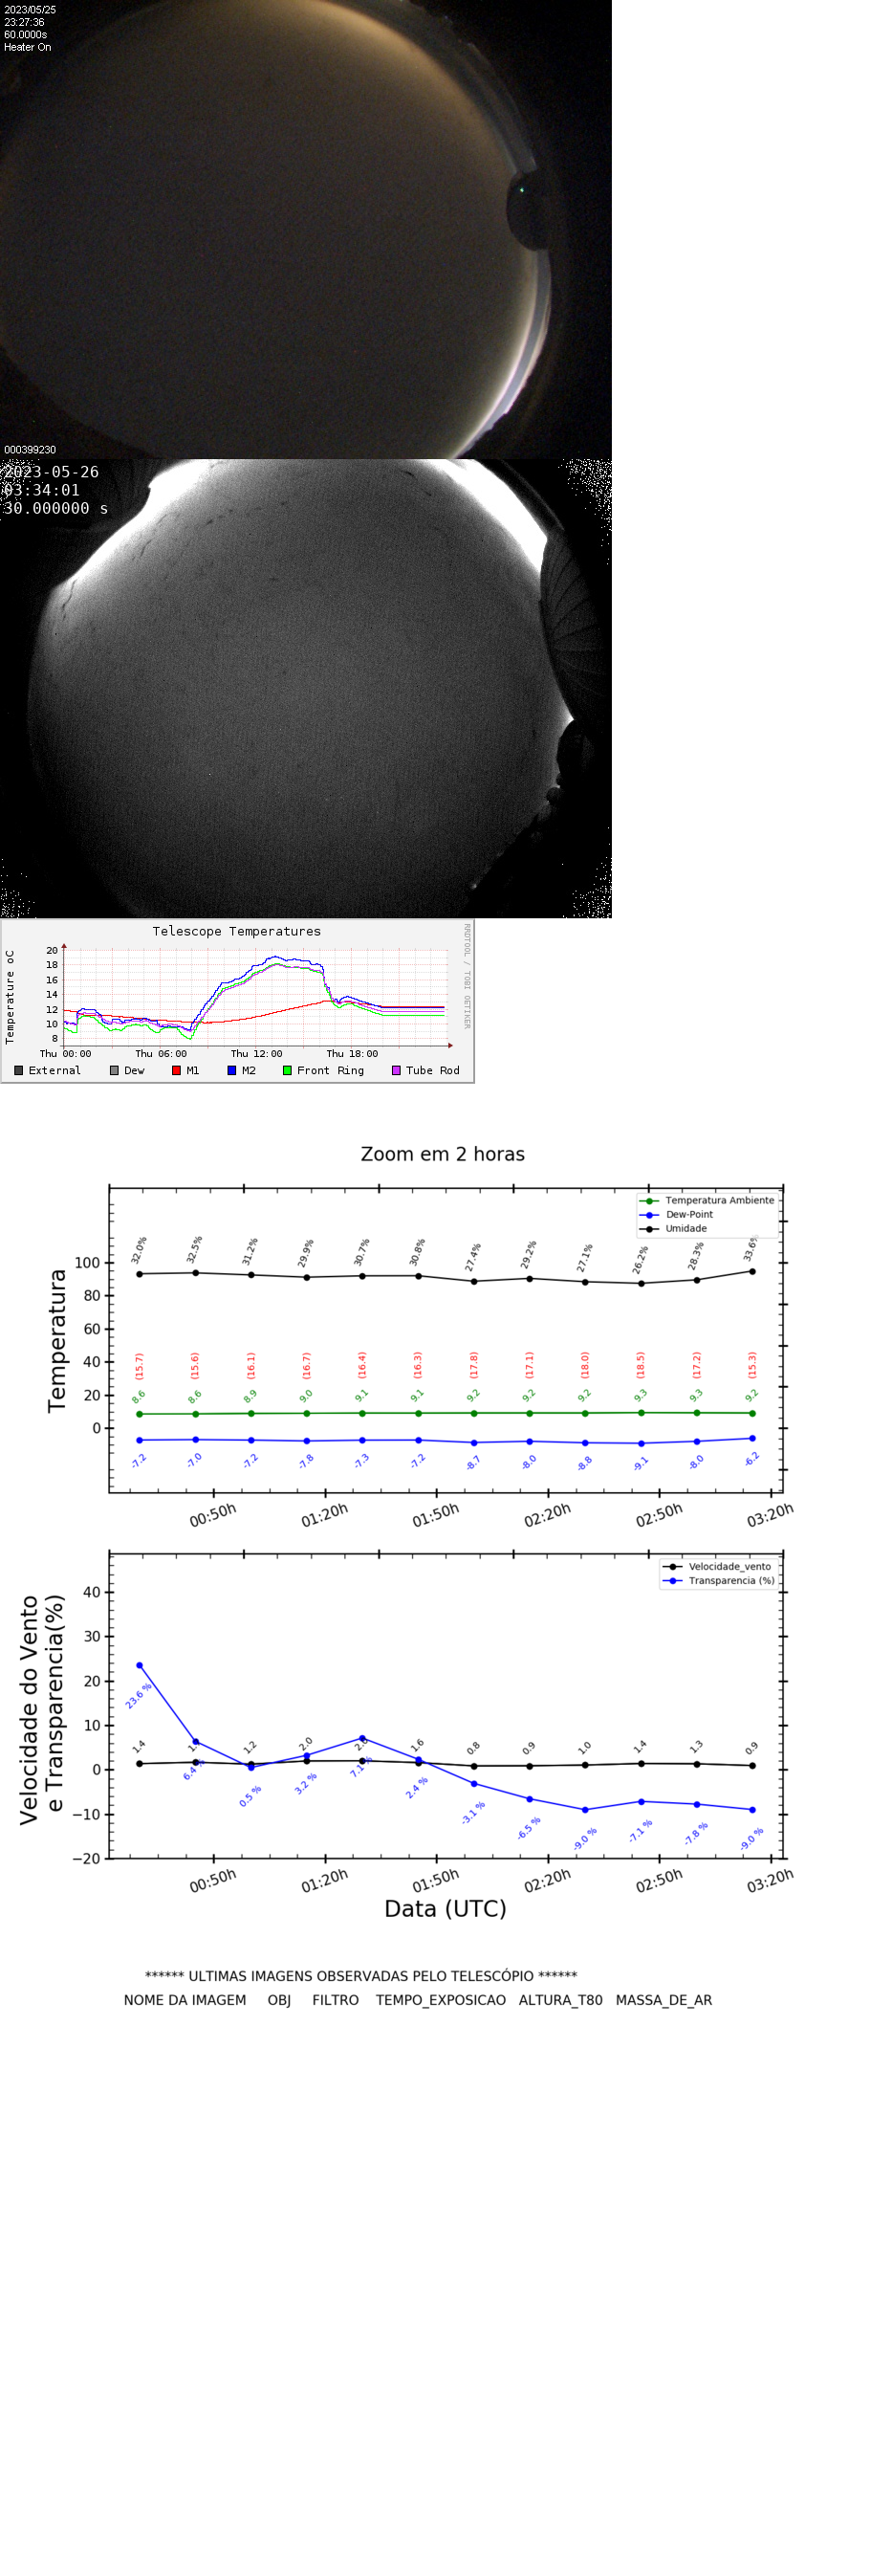 2023/05/25
23:27:36
60.0000s
Heater On
000399230
2023-05-26
03:34:01
30.000000 s
Telescope Temperatures
RRDTOOL / TOBI OETIKER
Temperature oC
20
18
16
14
12
10
8
Thu 00:00 Thu 06:00 Thu 12:00 Thu 18:00
External Dew M1 M2 Front Ring Tube Rod
Zoom em 2 horas
Temperatura Ambiente
Dew-Point
Umidade
Temperatura
100
80
60
40
20
0
32.0% 32.5% 31.2% 29.9% 30.7% 30.8% 27.4% 29.2% 27.1% 26.2% 28.3% 33.6%
(15.7) (15.6) (16.1) (16.7) (16.4) (16.3) (17.8) (17.1) (18.0) (18.5) (17.2) (15.3)
8.6 8.6 8.9 9.0 9.1 9.1 9.2 9.2 9.2 9.3 9.3 9.2
-7.2 -7.0 -7.2 -7.8 -7.3 -7.2 -8.7 -8.0 -8.8 -9.1 -8.0 -6.2
00:50h 01:20h 01:50h 02:20h 02:50h 03:20h
Velocidade_vento
Transparencia (%)
Velocidade do Vento
e Transparencia(%)
40
30
20
10
0
−10
−20
1.4 1.2 2.0 1.6 0.8 0.9 1.0 1.4 1.3 0.9
23.6 % 6.4 % 0.5 % 3.2 % 7.1 % 2.4 % -3.1 % -6.5 % -9.0 % -7.1 % -7.8 % -9.0 %
00:50h 01:20h 01:50h 02:20h 02:50h 03:20h
Data (UTC)
****** ULTIMAS IMAGENS OBSERVADAS PELO TELESCÓPIO ******
NOME DA IMAGEM OBJ FILTRO TEMPO_EXPOSICAO ALTURA_T80 MASSA_DE_AR